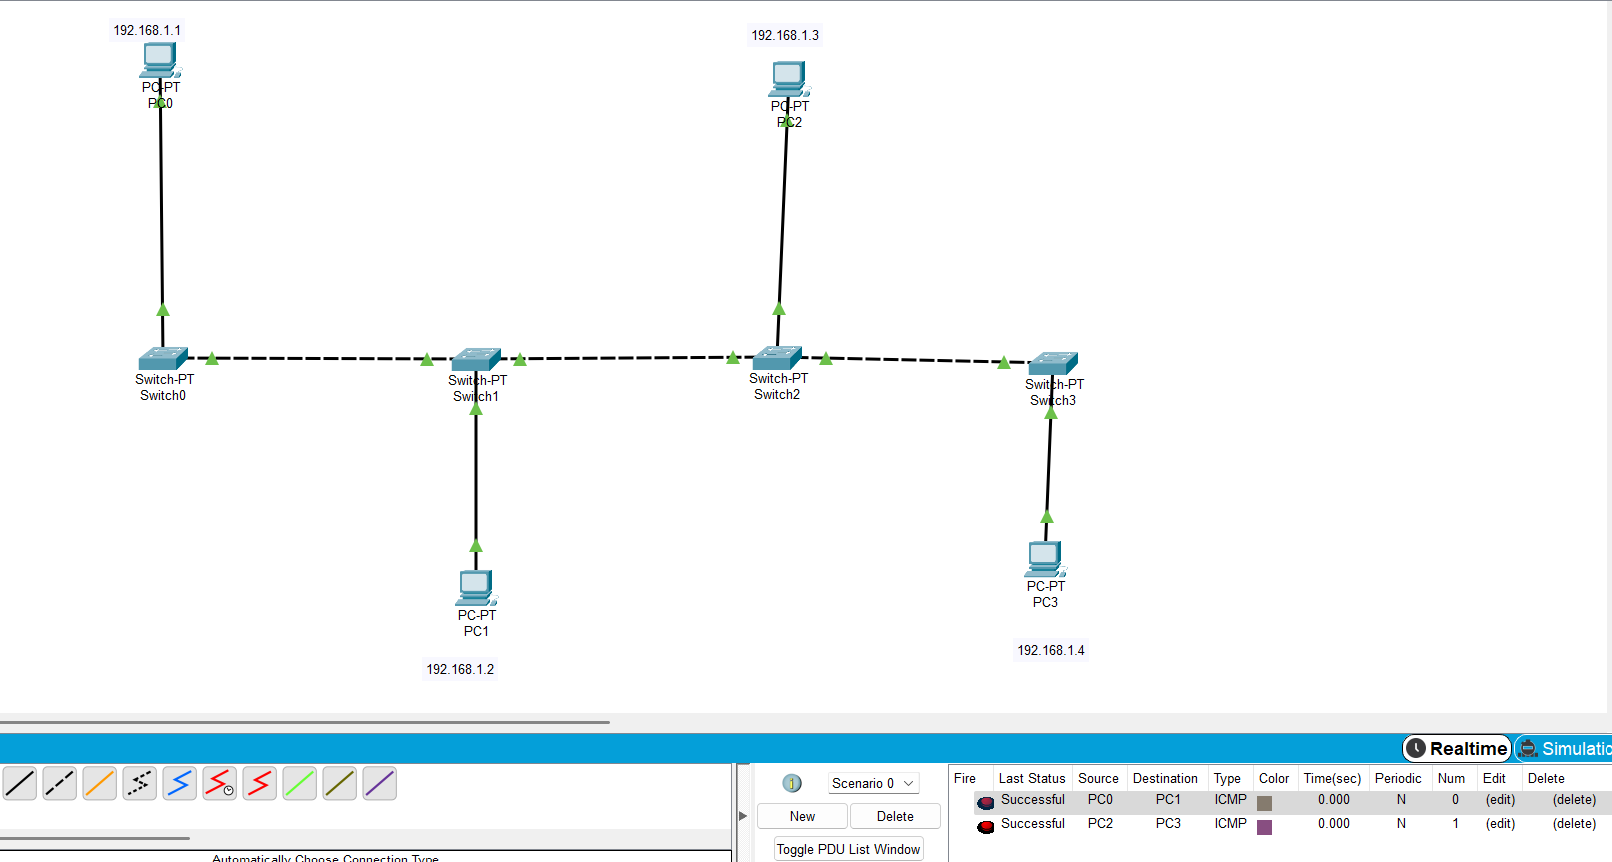 192.168.1.1
192.168.1.3
PC-PT
PC0
PC-PT
PC2
Switch-PT
Switch0
Switch-PT
Switch1
Switch-PT
Switch2
Switch-PT
Switch3
PC-PT
PC1
PC-PT
PC3
192.168.1.2
192.168.1.4
Realtime
Simulatio
Scenario 0
New
Delete
Toggle PDU List Window
Fire Last Status Source Destination Type Color Time(sec) Periodic Num Edit Delete
Successful PC0 PC1 ICMP 0.000 N 0 (edit) (delete)
Successful PC2 PC3 ICMP 0.000 N 1 (edit) (delete)
Automatically Choose Connection Type